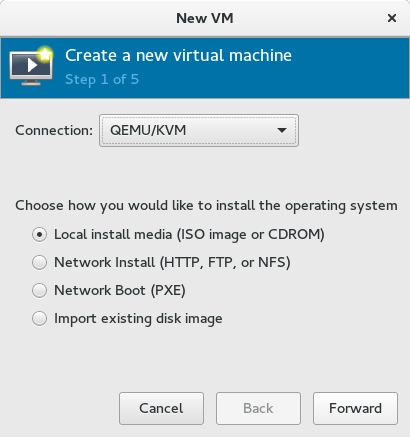 New VM
Create a new virtual machine
Step 1 of 5
Connection: QEMU/KVM
Choose how you would like to install the operating system
Local install media (ISO image or CDROM)
Network Install (HTTP, FTP, or NFS)
Network Boot (PXE)
Import existing disk image
Cancel Back Forward